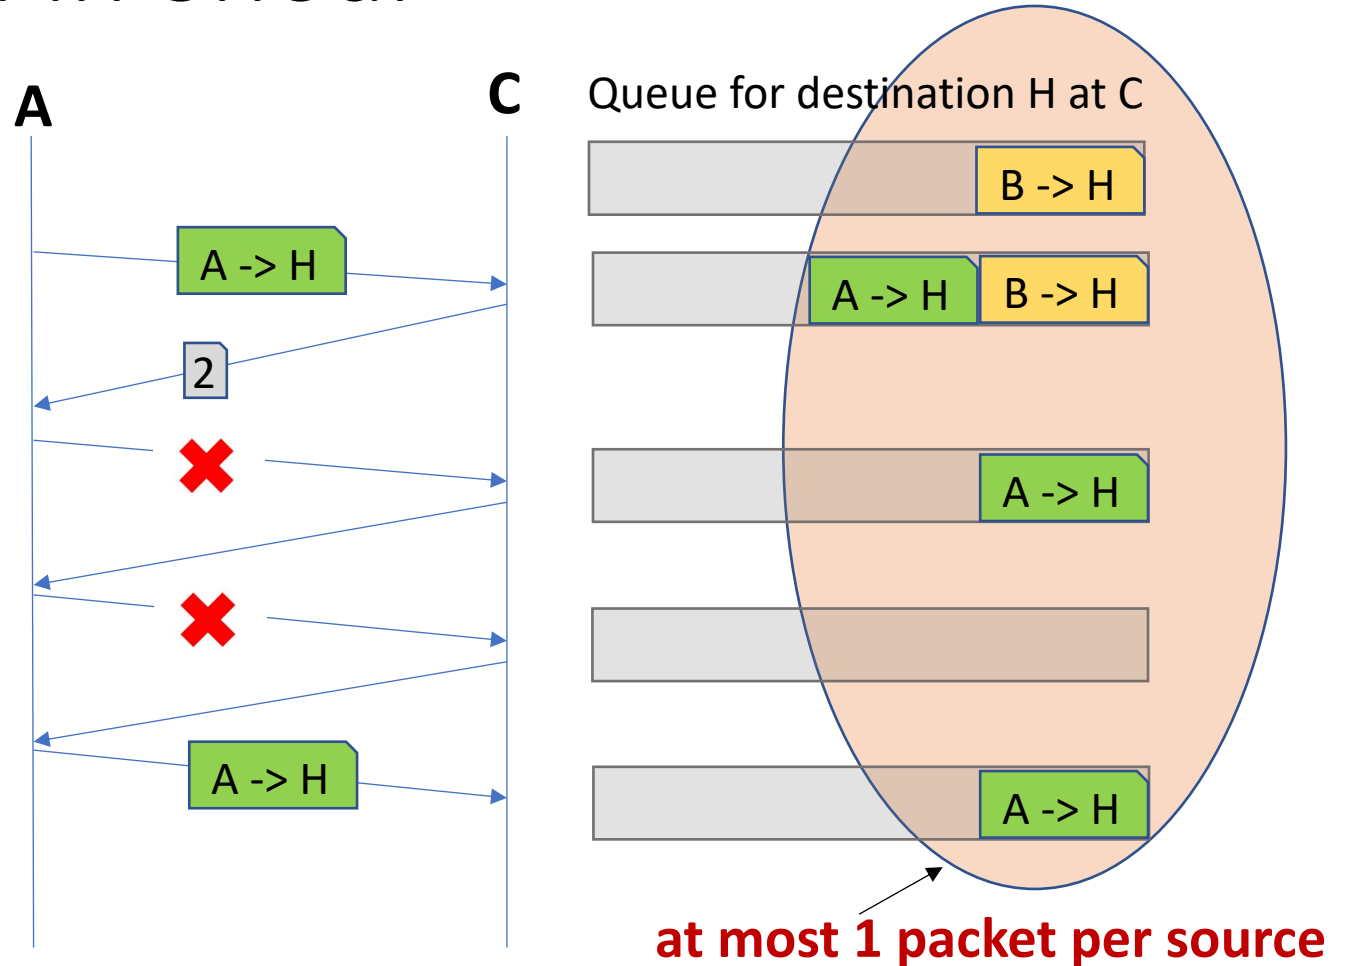 A
C
Queue for destination H at C
B -> H
A -> H
A -> H
B -> H
2
A -> H
A -> H
A -> H
at most 1 packet per source